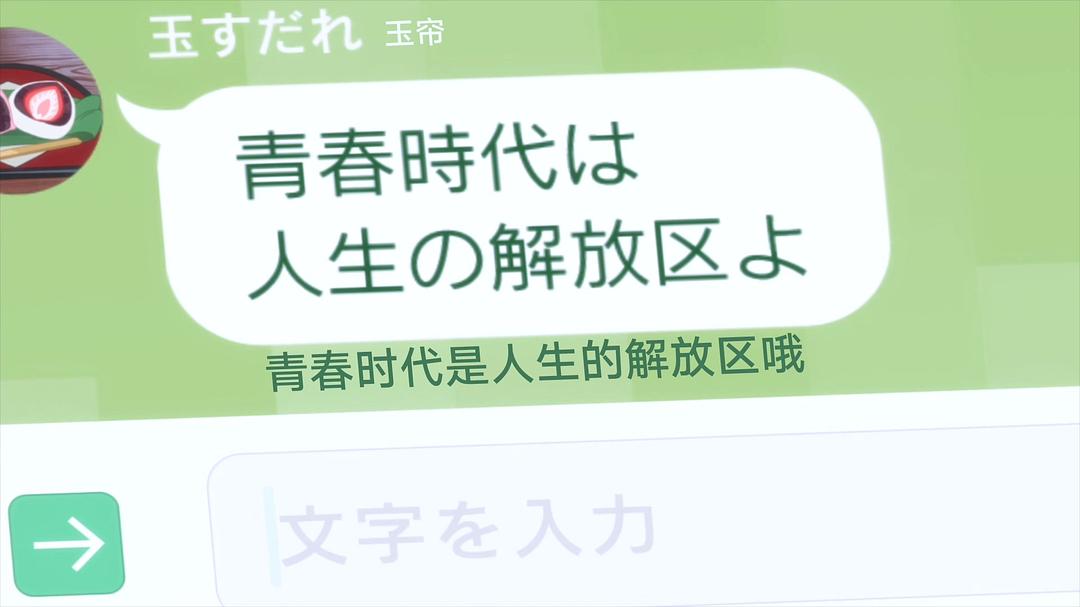 玉すだれ 玉帘
青春時代は
人生の解放区よ
青春时代是人生的解放区哦
文字を入力